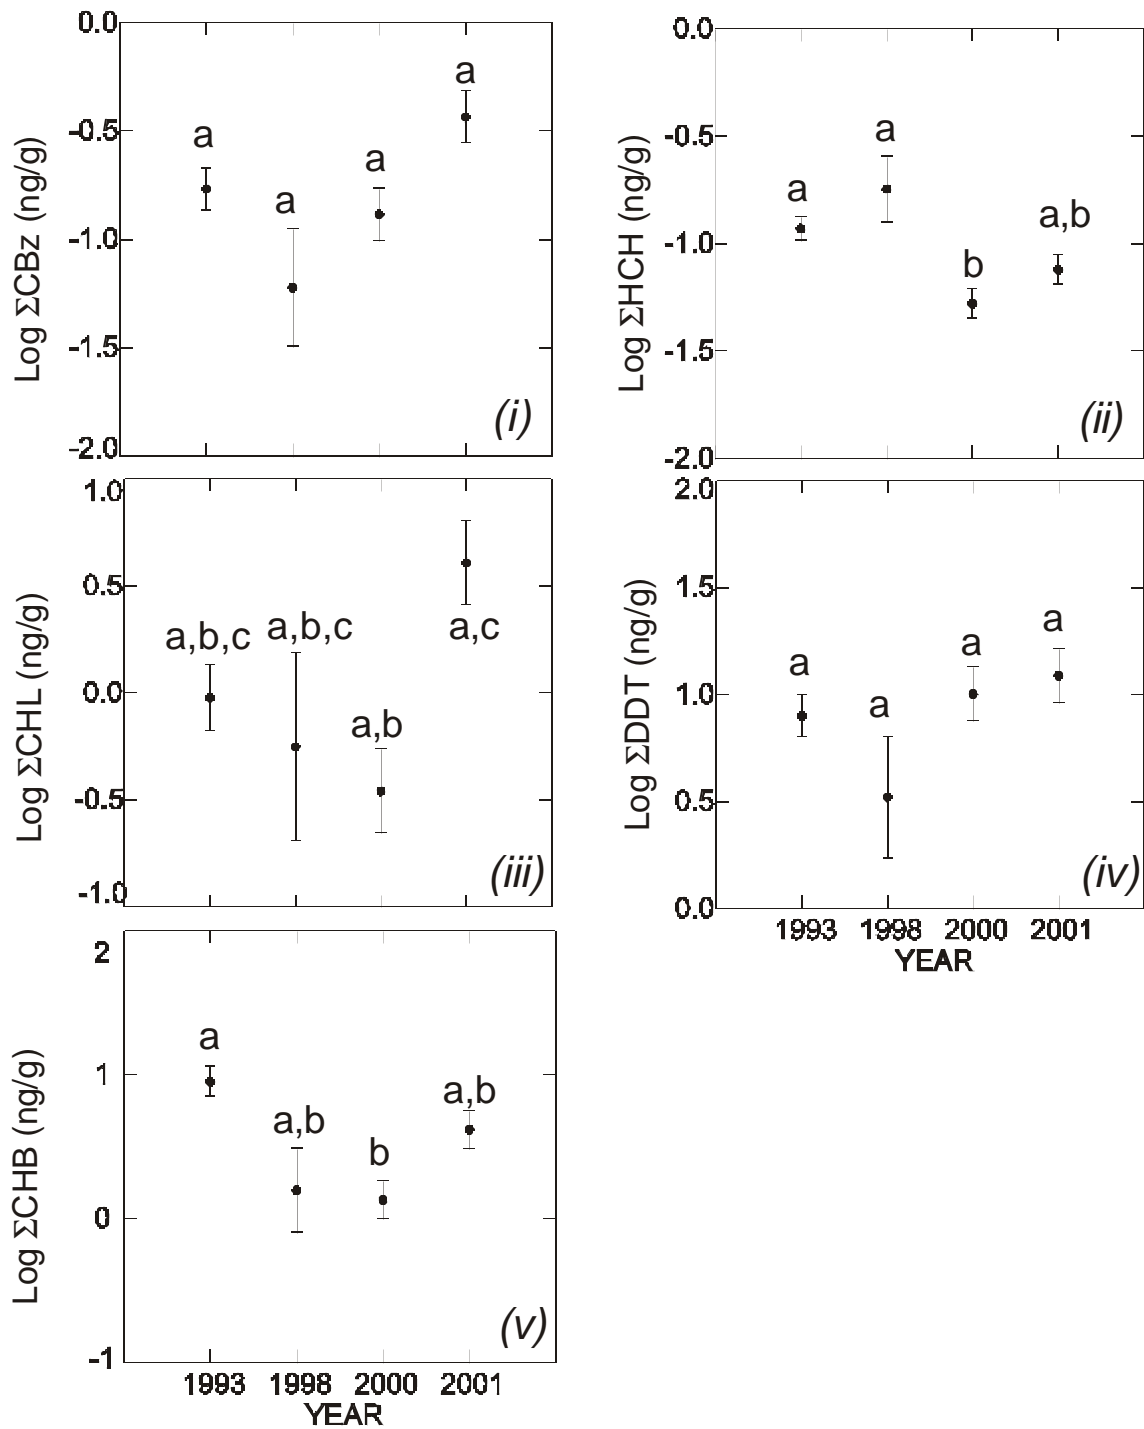 0.0
-0.5
-1.0
-1.5
-2.0
Log ΣCBz (ng/g)
a
a
a
a
(i)
0.0
-0.5
-1.0
-1.5
-2.0
Log ΣHCH (ng/g)
a
a
b
a,b
(ii)
1.0
0.5
0.0
-0.5
-1.0
Log ΣCHL (ng/g)
a,b,c
a,b,c
a,b
a,c
(iii)
2.0
1.5
1.0
0.5
0.0
Log ΣDDT (ng/g)
a
a
a
a
(iv)
1993 1998 2000 2001
YEAR
2
1
0
-1
Log ΣCHB (ng/g)
a
a,b
b
a,b
(v)
1993 1998 2000 2001
YEAR